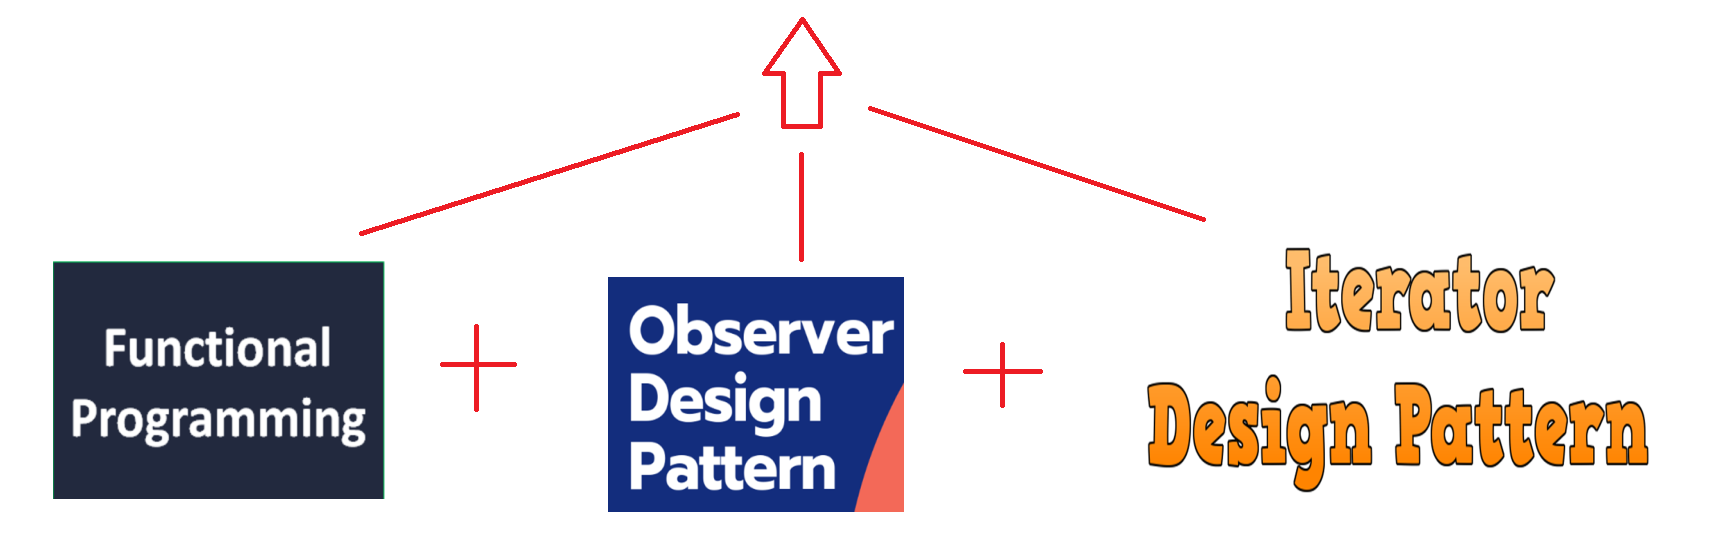 Functional
Programming
Observer
Design
Pattern
Iterator
Design Pattern